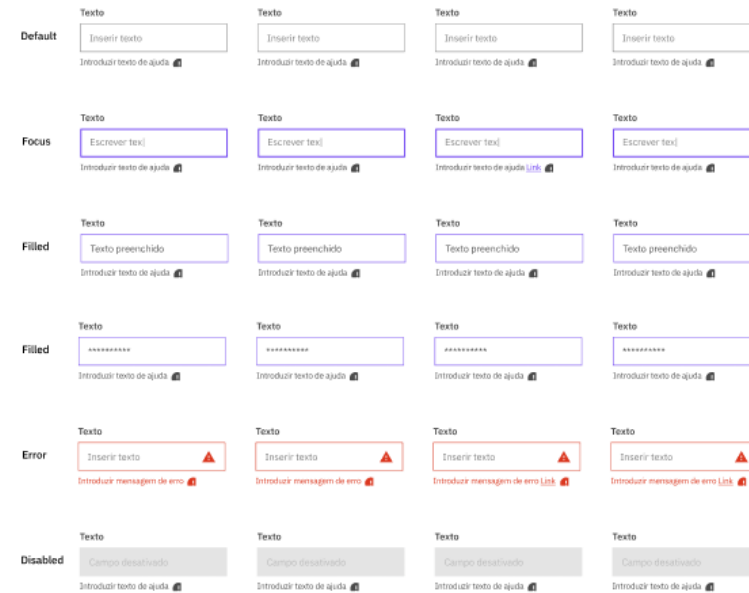 Texto Texto Texto Texto
Default Inserir texto Inserir texto Inserir texto Inserir texto
Introduzir texto de ajuda Introduzir texto de ajuda Introduzir texto de ajuda Introduzir texto de ajuda
Texto Texto Texto Texto
Focus Escrever tex| Escrever tex| Escrever tex| Escrever tex|
Introduzir texto de ajuda Introduzir texto de ajuda Introduzir texto de ajuda Link Introduzir texto de ajuda
Texto Texto Texto Texto
Filled Texto preenchido Texto preenchido Texto preenchido Texto preenchido
Introduzir texto de ajuda Introduzir texto de ajuda Introduzir texto de ajuda Introduzir texto de ajuda
Texto Texto Texto Texto
Filled ********** ********** ********** **********
Introduzir texto de ajuda Introduzir texto de ajuda Introduzir texto de ajuda Introduzir texto de ajuda
Texto Texto Texto Texto
Error Inserir texto Inserir texto Inserir texto Inserir texto
Introduzir mensagem de erro Introduzir mensagem de erro Introduzir mensagem de erro Link Introduzir mensagem de erro Link
Texto Texto Texto Texto
Disabled Campo desativado Campo desativado Campo desativado Campo desativado
Introduzir texto de ajuda Introduzir texto de ajuda Introduzir texto de ajuda Introduzir texto de ajuda